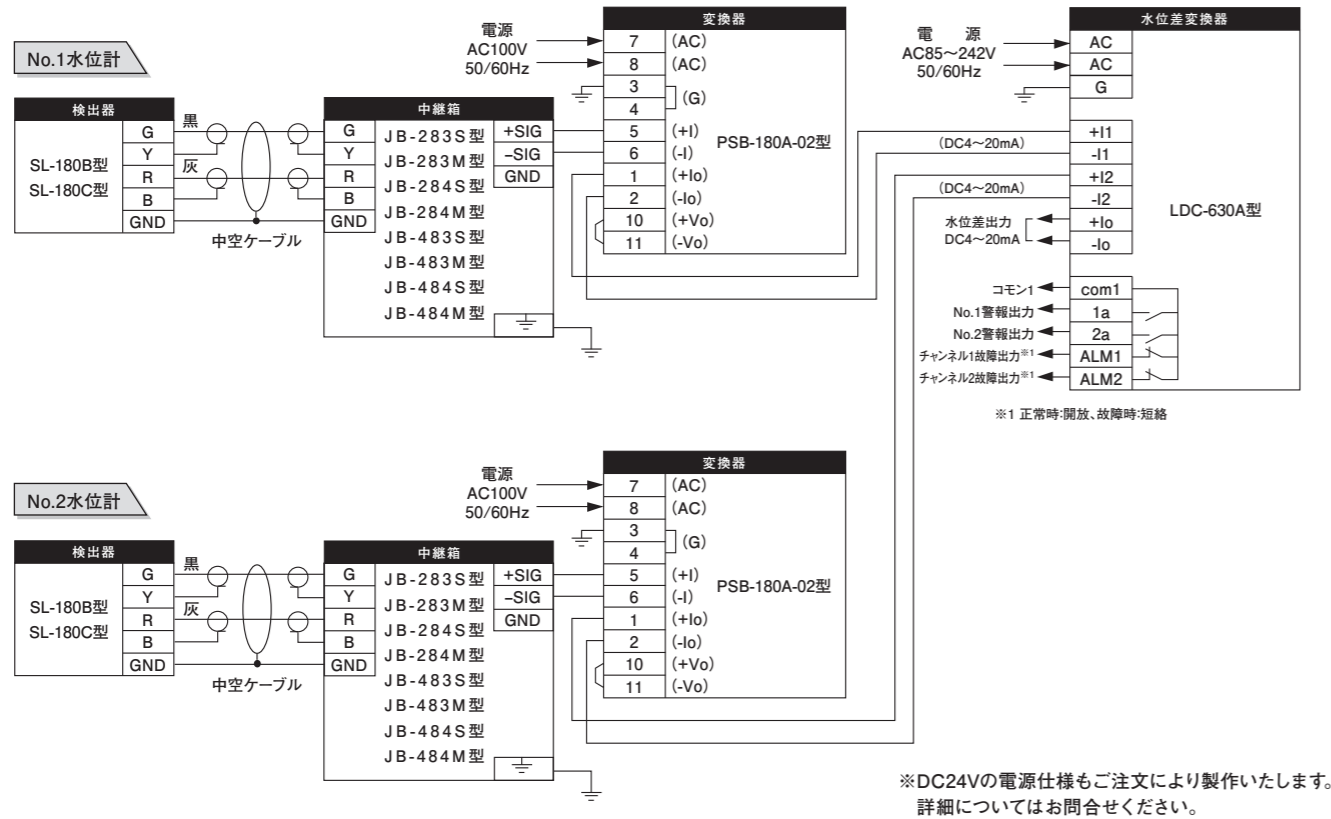 No.1水位計
検出器
SL-180B型
SL-180C型
G
Y
R
B
GND
黒
灰
中空ケーブル
中継箱
G
Y
R
B
GND
JB-283S型
JB-283M型
JB-284S型
JB-284M型
JB-483S型
JB-483M型
JB-484S型
JB-484M型
+SIG
−SIG
GND
電源
AC100V
50/60Hz
変換器
7 (AC)
8 (AC)
3
4
(G)
5 (+I)
6 (-I)
1 (+Io)
2 (-Io)
10 (+Vo)
11 (-Vo)
PSB-180A-02型
電 源
AC85〜242V
50/60Hz
水位差変換器
AC
AC
G
(DC4〜20mA)
(DC4〜20mA)
+I1
-I1
+I2
-I2
+Io
-Io
水位差出力
DC4〜20mA
LDC-630A型
コモン1 com1
No.1警報出力 1a
No.2警報出力 2a
チャンネル1故障出力※1 ALM1
チャンネル2故障出力※1 ALM2
※1 正常時:開放、故障時:短絡
No.2水位計
検出器
SL-180B型
SL-180C型
G
Y
R
B
GND
黒
灰
中空ケーブル
中継箱
G
Y
R
B
GND
JB-283S型
JB-283M型
JB-284S型
JB-284M型
JB-483S型
JB-483M型
JB-484S型
JB-484M型
+SIG
−SIG
GND
電源
AC100V
50/60Hz
変換器
7 (AC)
8 (AC)
3
4
(G)
5 (+I)
6 (-I)
1 (+Io)
2 (-Io)
10 (+Vo)
11 (-Vo)
PSB-180A-02型
※DC24Vの電源仕様もご注文により製作いたします。
詳細についてはお問合せください。